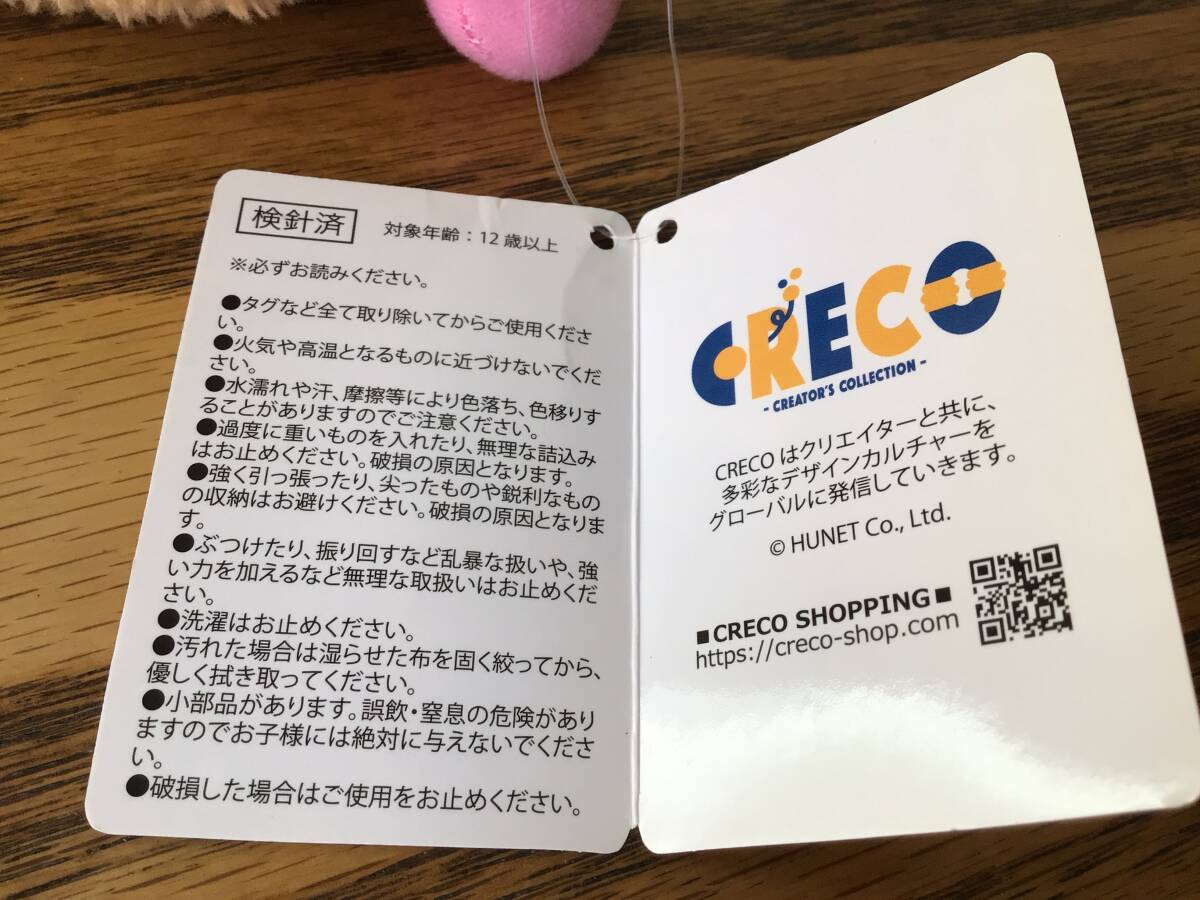 検針済
対象年齢：12歳以上
※必ずお読みください。
●タグなど全て取り除いてからご使用くださ
い。
●火気や高温となるものに近づけないでくだ
さい。
●水濡れや汗、摩擦等により色落ち、色移りす
ることがありますのでご注意ください。
●過度に重いものを入れたり、無理な詰込み
はお止めください。破損の原因となります。
●強く引っ張ったり、尖ったものや鋭利なもの
の収納はお避けください。破損の原因となりま
す。
●ぶつけたり、振り回すなど乱暴な扱いや、強
い力を加えるなど無理な取扱いはお止めくだ
さい。
●洗濯はお止めください。
●汚れた場合は湿らせた布を固く絞ってから、
優しく拭き取ってください。
●小部品があります。誤飲・窒息の危険があり
ますのでお子様には絶対に与えないでくださ
い。
●破損した場合はご使用をお止めください。
CRECO
- CREATOR'S COLLECTION -
CRECOはクリエイターと共に、
多彩なデザインカルチャーを
グローバルに発信していきます。
© HUNET Co., Ltd.
■CRECO SHOPPING■
https://creco-shop.com